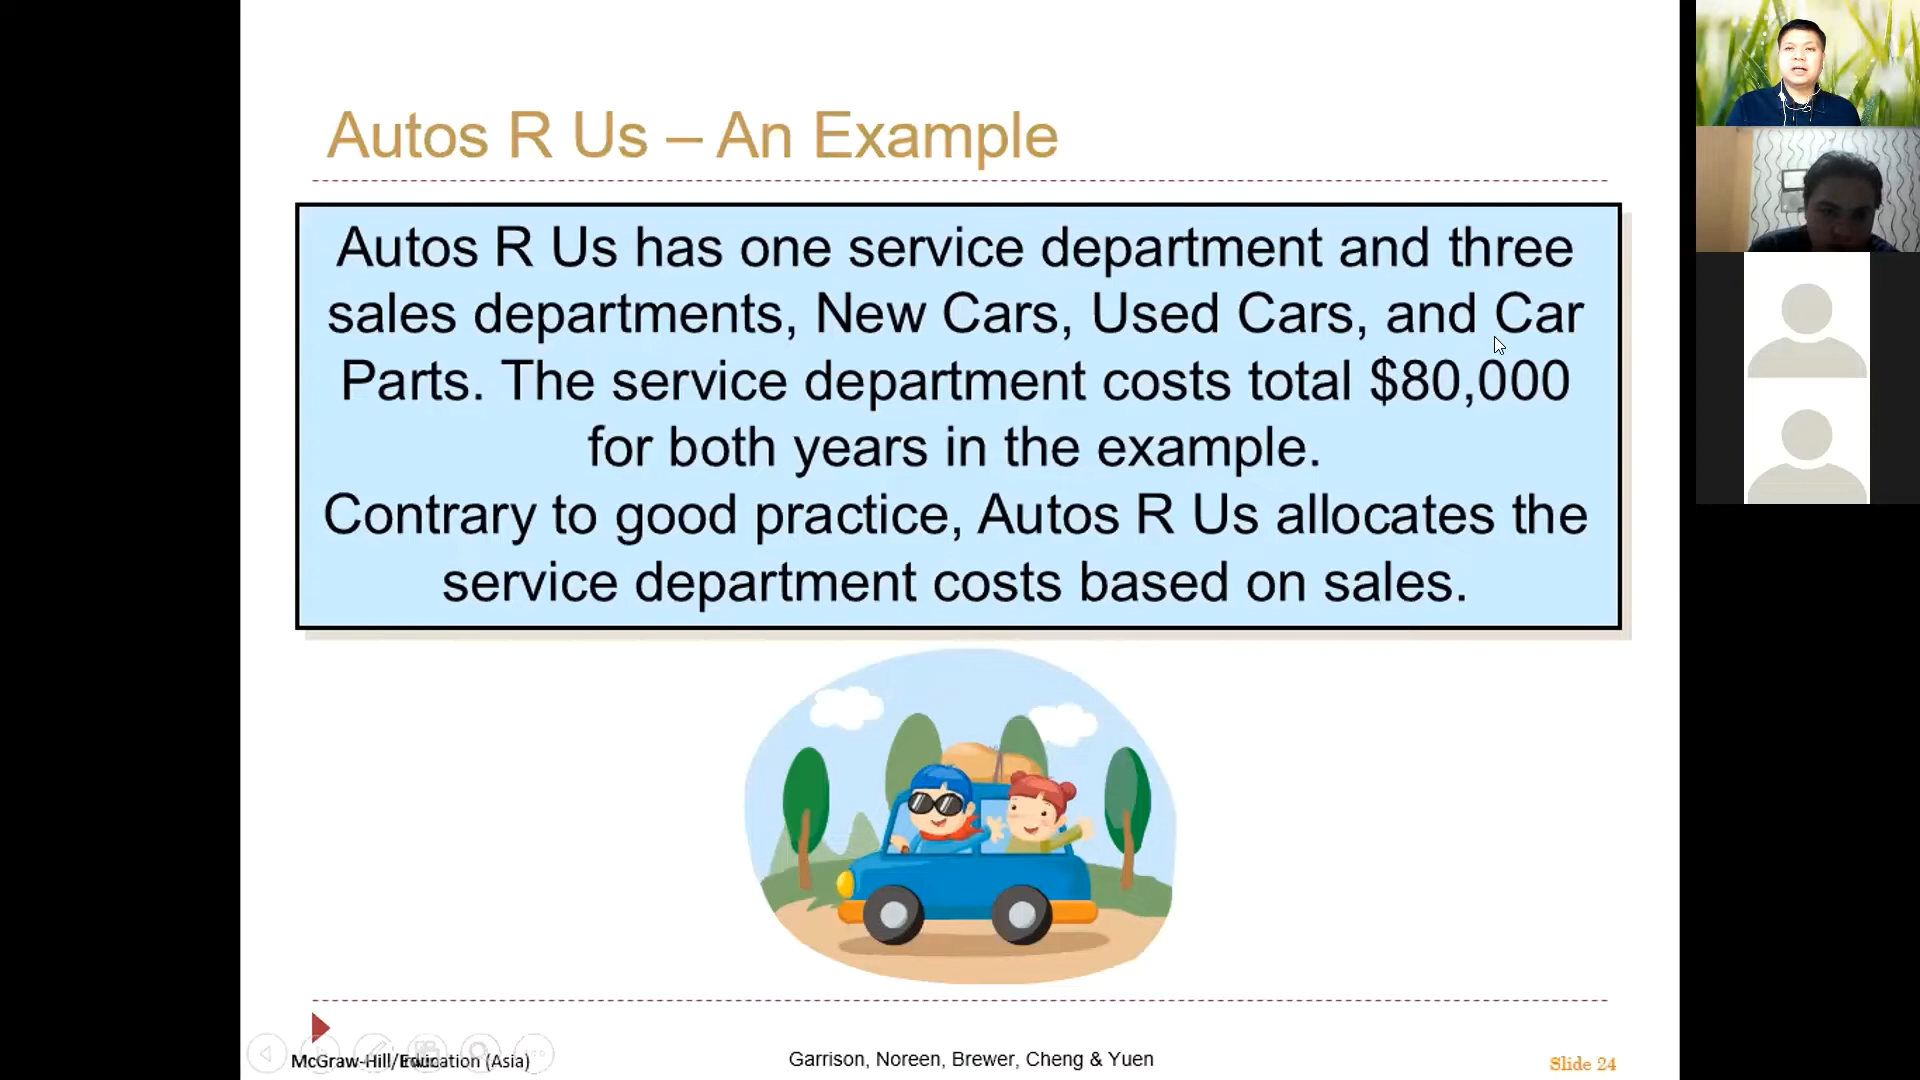 Autos R Us – An Example
Autos R Us has one service department and three
sales departments, New Cars, Used Cars, and Car
Parts. The service department costs total $80,000
for both years in the example.
Contrary to good practice, Autos R Us allocates the
service department costs based on sales.
McGraw-Hill/Education (Asia)
Garrison, Noreen, Brewer, Cheng & Yuen
Slide 24